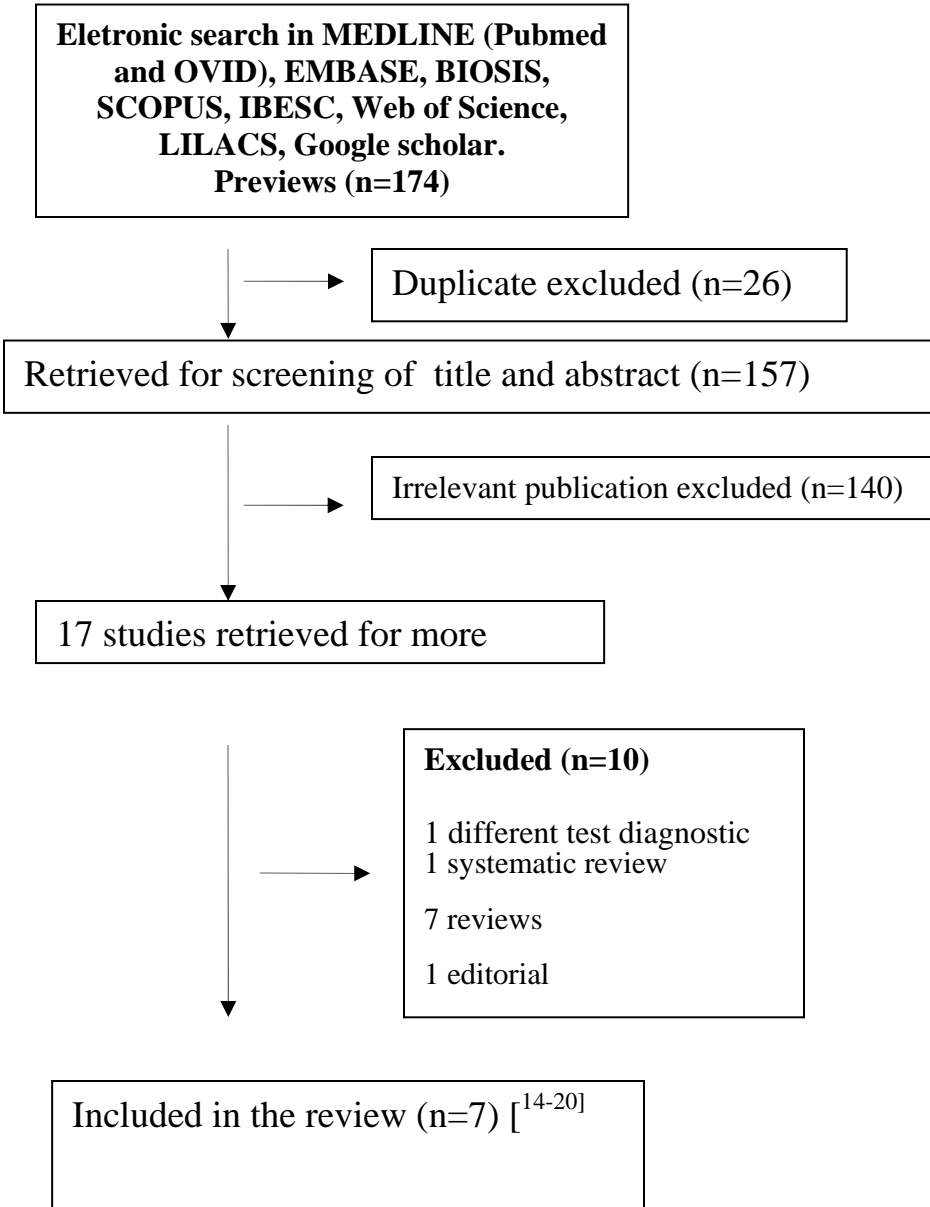 Eletronic search in MEDLINE (Pubmed
and OVID), EMBASE, BIOSIS,
SCOPUS, IBESC, Web of Science,
LILACS, Google scholar.
Previews (n=174)
Duplicate excluded (n=26)
Retrieved for screening of title and abstract (n=157)
Irrelevant publication excluded (n=140)
17 studies retrieved for more
Excluded (n=10)
1 different test diagnostic
1 systematic review
7 reviews
1 editorial
Included in the review (n=7) [14-20]